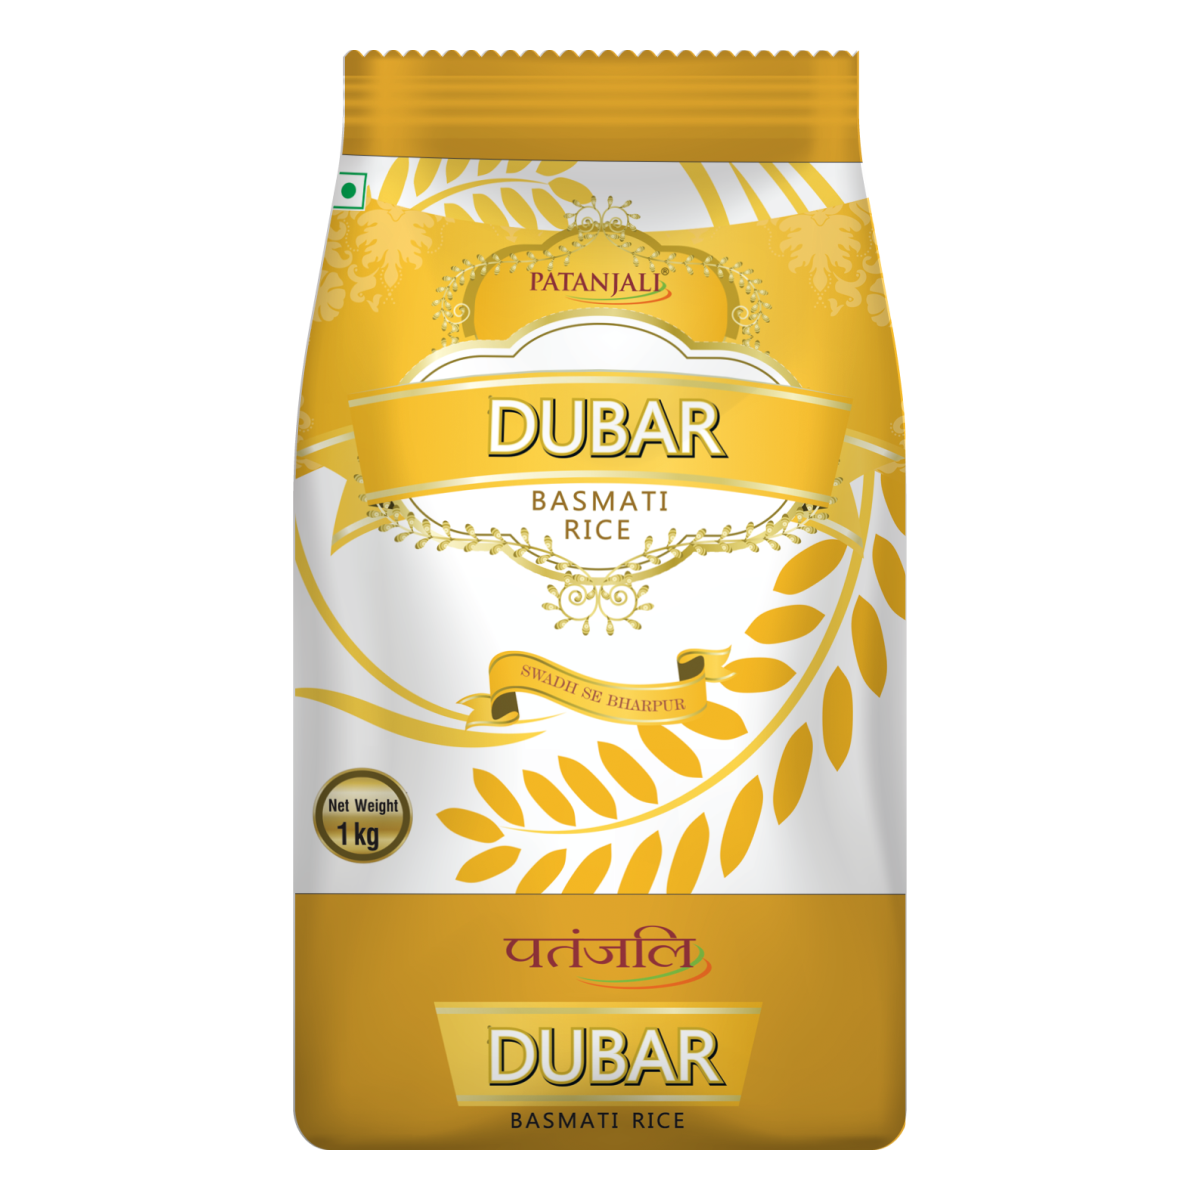 PATANJALI®
DUBAR
BASMATI
RICE
SWADH SE BHARPUR
Net Weight
1 kg
पतंजलि
DUBAR
BASMATI RICE